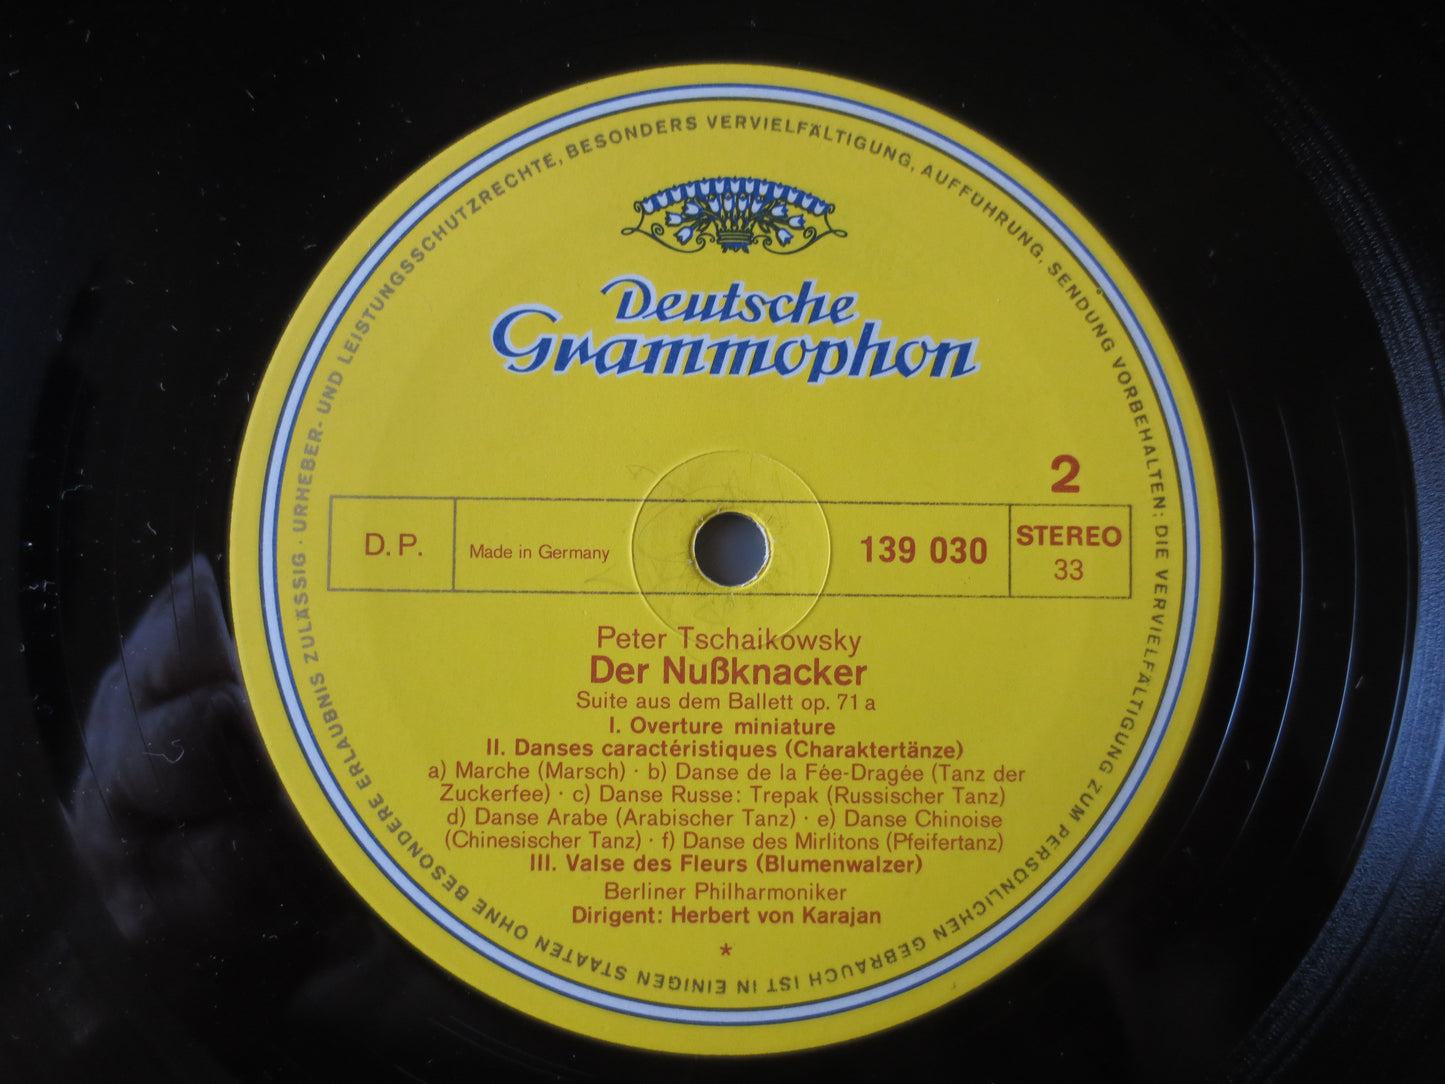 URHEBER- UND LEISTUNGSSCHUTZRECHTE, BESONDERS VERVIELFÄLTIGUNG, AUFFÜHRUNG, SENDUNG VORBEHALTEN; DIE VERVIELFÄLTIGUNG ZUM PERSÖNLICHEN GEBRAUCH IST IN EINIGEN STAATEN OHNE BESONDERE ERLAUBNIS ZULÄSSIG ·
Deutsche
Grammophon
2
D. P.
Made in Germany
139 030
STEREO
33
Peter Tschaikowsky
Der Nußknacker
Suite aus dem Ballett op. 71 a
I. Overture miniature
II. Danses caractéristiques (Charaktertänze)
a) Marche (Marsch) · b) Danse de la Fée-Dragée (Tanz der
Zuckerfee) · c) Danse Russe: Trepak (Russischer Tanz)
d) Danse Arabe (Arabischer Tanz) · e) Danse Chinoise
(Chinesischer Tanz) · f) Danse des Mirlitons (Pfeifertanz)
III. Valse des Fleurs (Blumenwalzer)
Berliner Philharmoniker
Dirigent: Herbert von Karajan
*